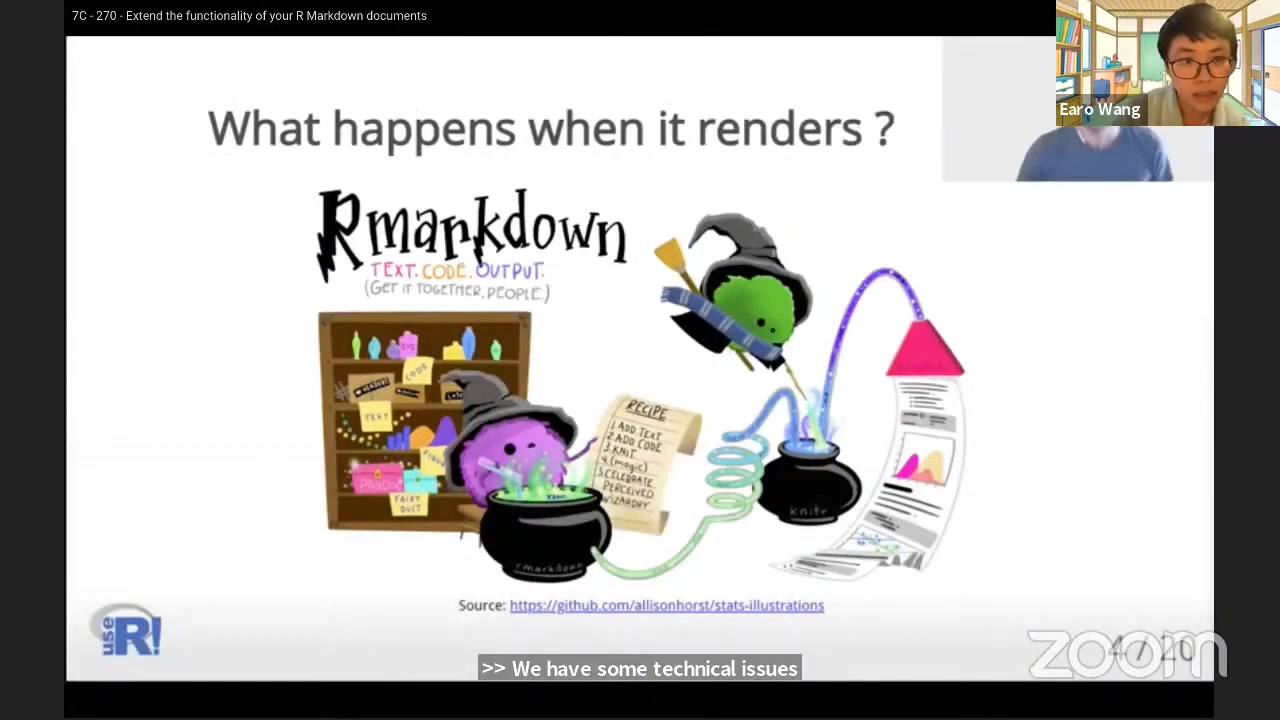 7C - 270 - Extend the functionality of your R Markdown documents
Earo Wang
What happens when it renders ?
Rmarkdown
TEXT. CODE. OUTPUT.
(GET IT TOGETHER, PEOPLE.)
CODE
TEXT
FAIRY
DUST
RECIPE
1. ADD TEXT
2. ADD CODE
3. KNIT
4. (magic)
5. CELEBRATE
PERCEIVED
WIZARDRY
rmarkdown
knitr
Source: https://github.com/allisonhorst/stats-illustrations
useR!
4 / 20
zoom
>> We have some technical issues